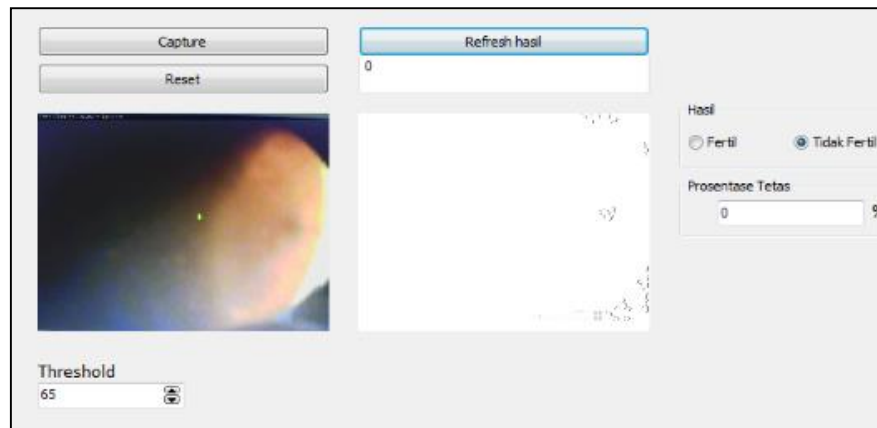 Capture
Refresh hasil
Reset
0
Hasil
Fertil
Tidak Fertil
Prosentase Tetas
0
%
Threshold
65